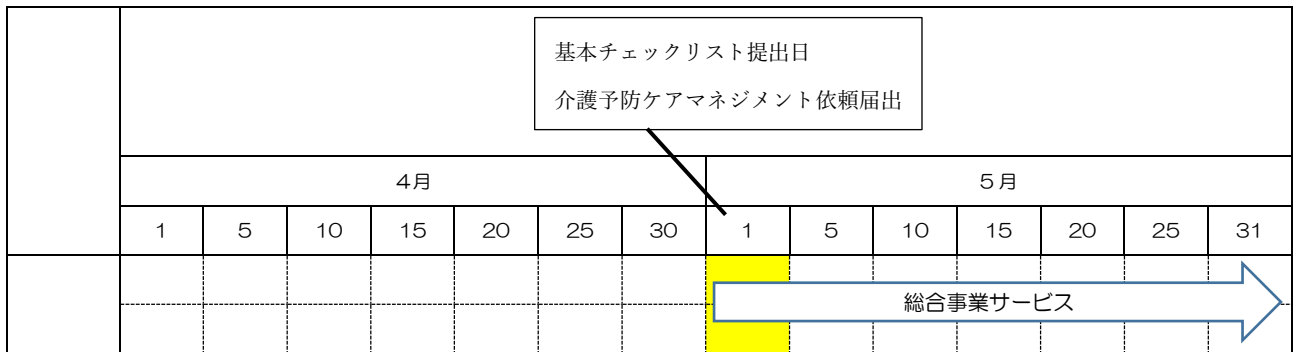 基本チェックリスト提出日
介護予防ケアマネジメント依頼届出
4月 5月
1 5 10 15 20 25 30 1 5 10 15 20 25 31
総合事業サービス